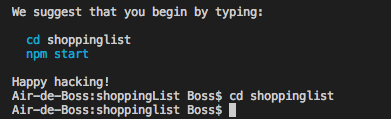 We suggest that you begin by typing:
cd shoppinglist
npm start
Happy hacking!
Air-de-Boss:shoppingList Boss$ cd shoppinglist
Air-de-Boss:shoppinglist Boss$